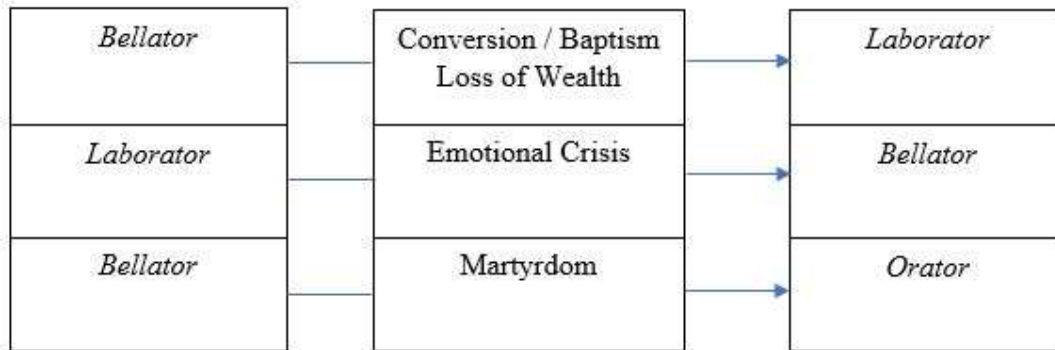 Bellator
Conversion / Baptism
Loss of Wealth
Laborator
Laborator
Emotional Crisis
Bellator
Bellator
Martyrdom
Orator